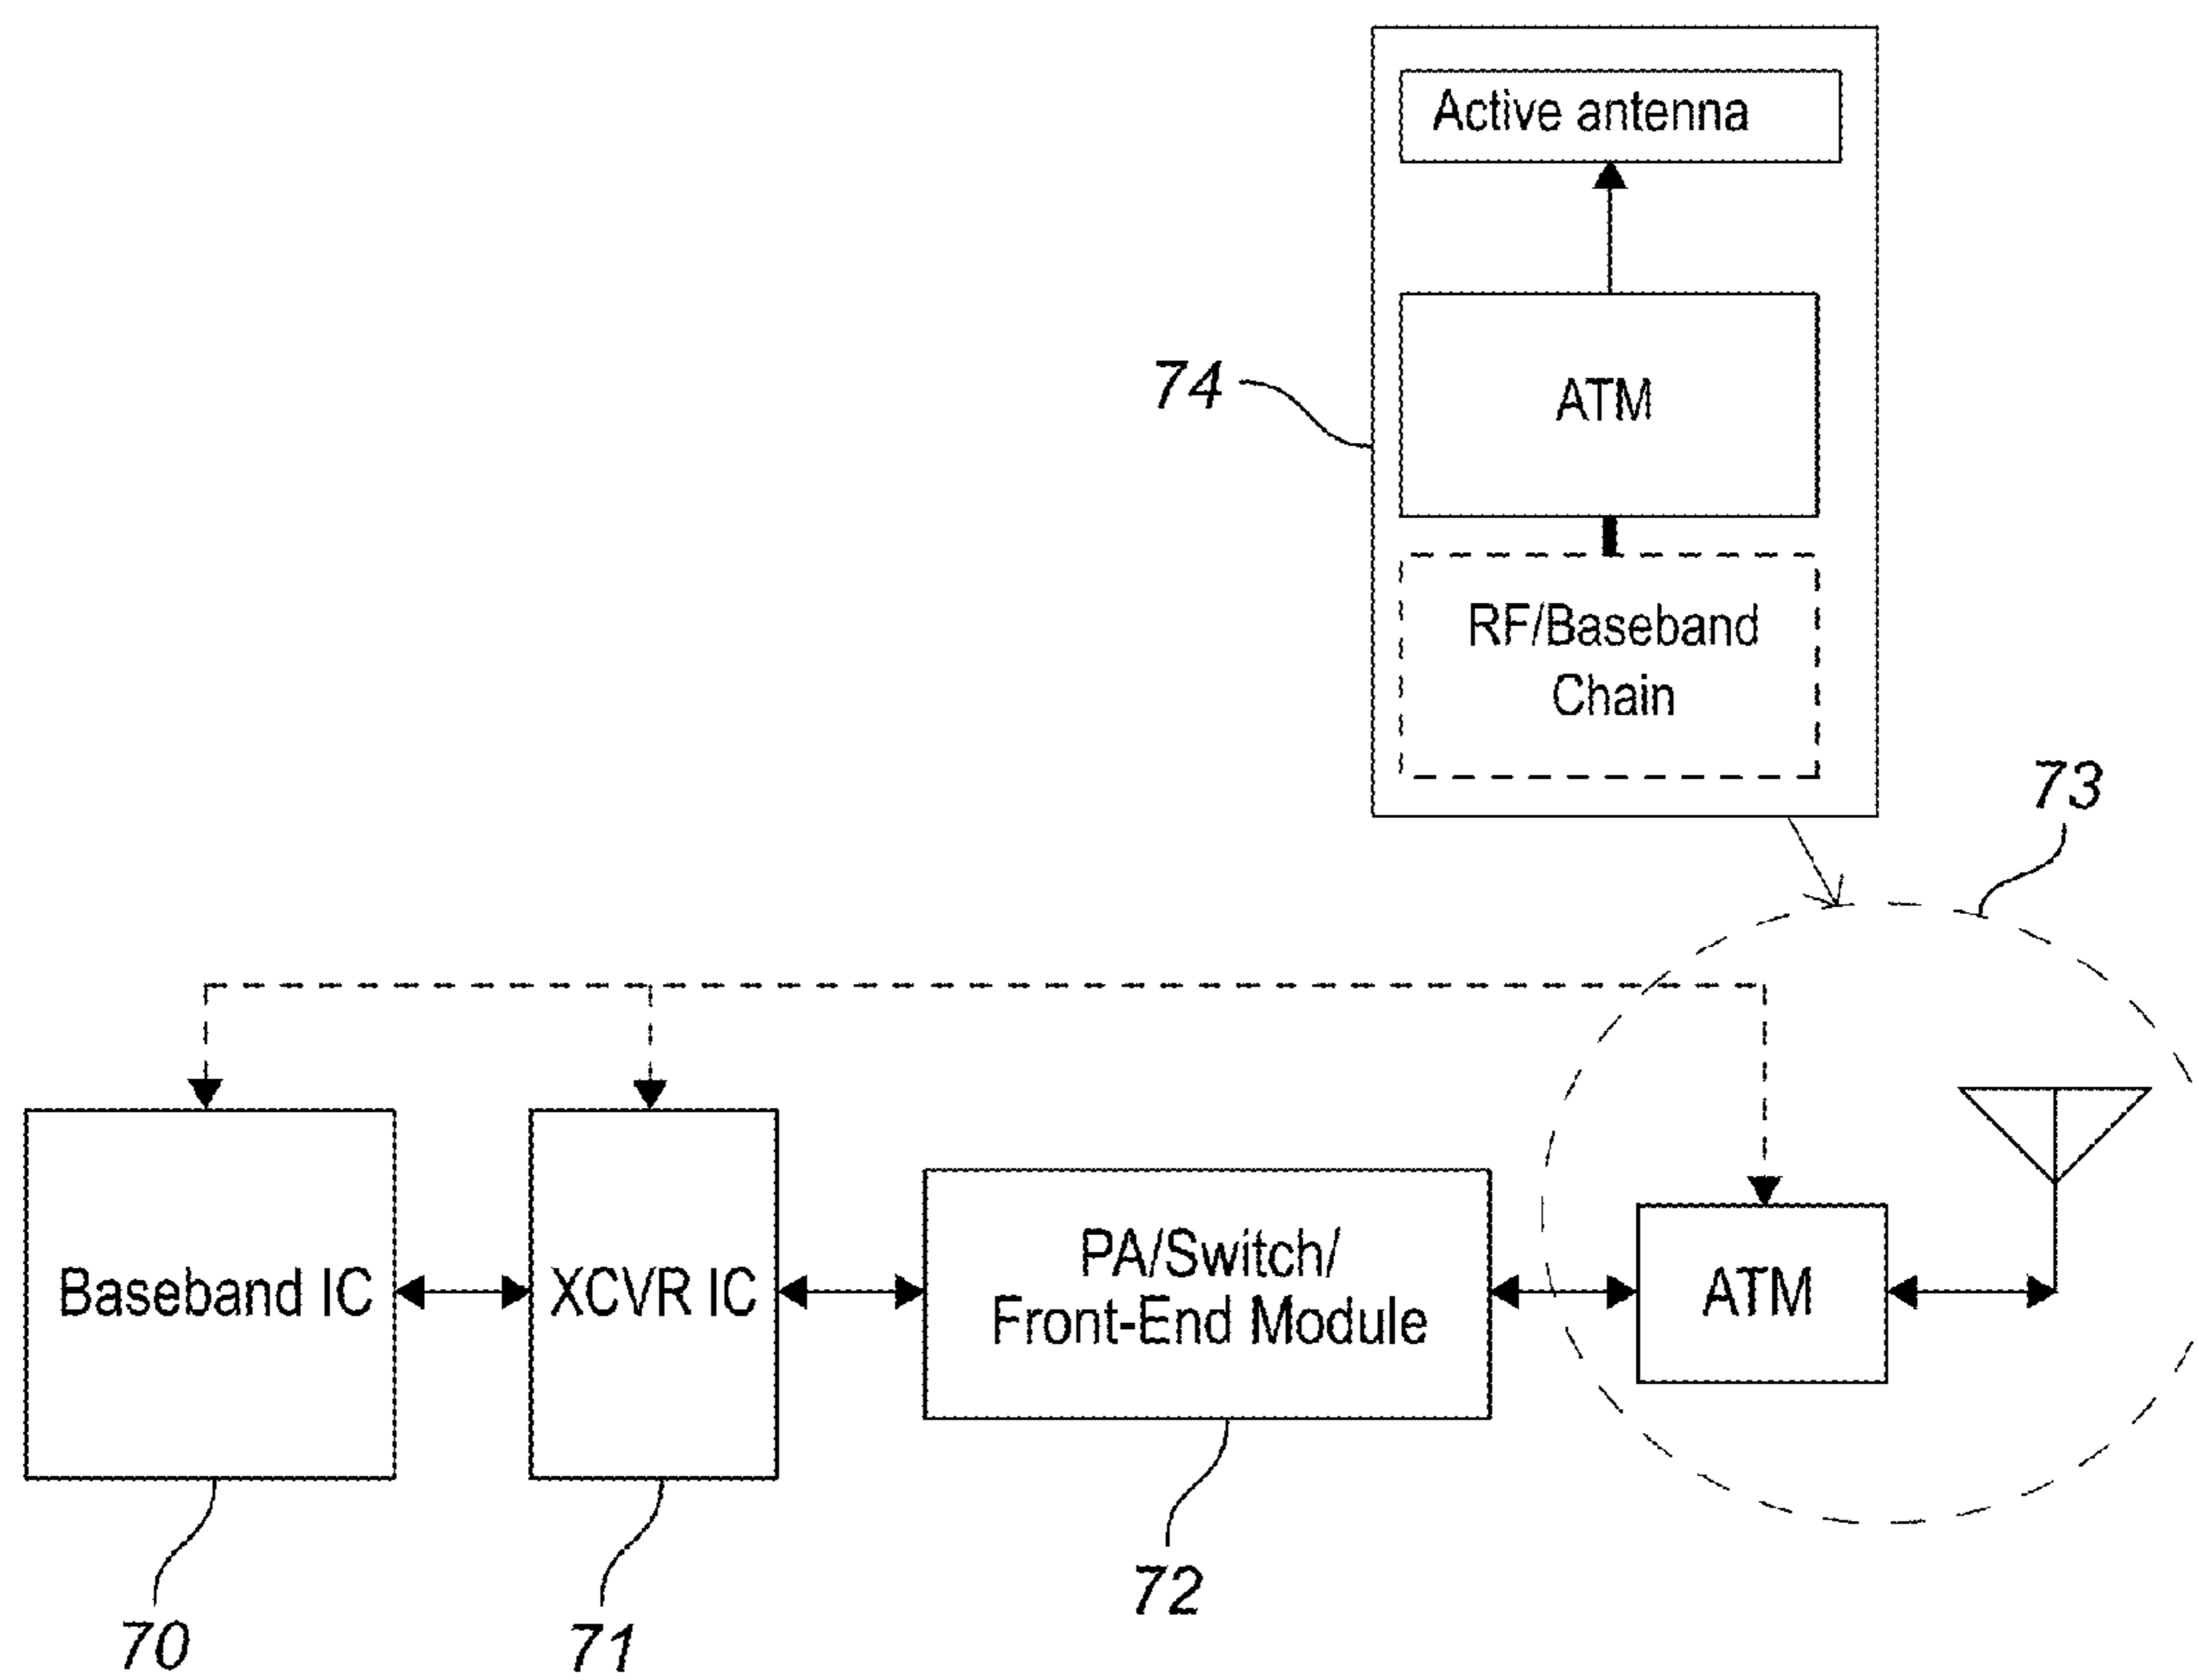 Active antenna
ATM
74
RF/Baseband
Chain
73
Baseband IC
XCVR IC
PA/Switch/
Front-End Module
ATM
70
71
72